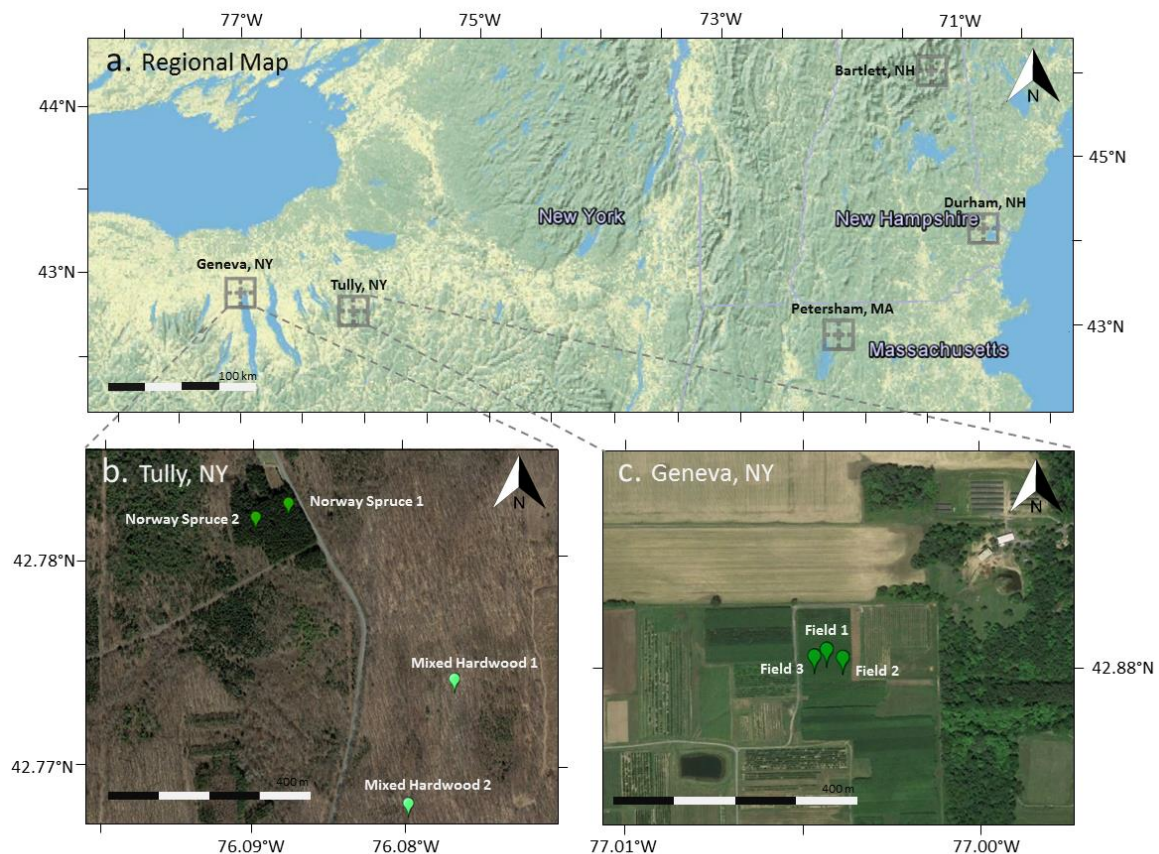 77°W 75°W 73°W 71°W
a. Regional Map
Bartlett, NH
N
44°N
45°N
New York
Durham, NH
New Hampshire
Geneva, NY
43°N
Tully, NY
Petersham, MA
43°N
Massachusetts
100 km
b. Tully, NY
N
Norway Spruce 1
Norway Spruce 2
42.78°N
Mixed Hardwood 1
42.77°N
400 m
Mixed Hardwood 2
76.09°W 76.08°W
c. Geneva, NY
N
Field 1
Field 3
Field 2
42.88°N
400 m
77.01°W 77.00°W